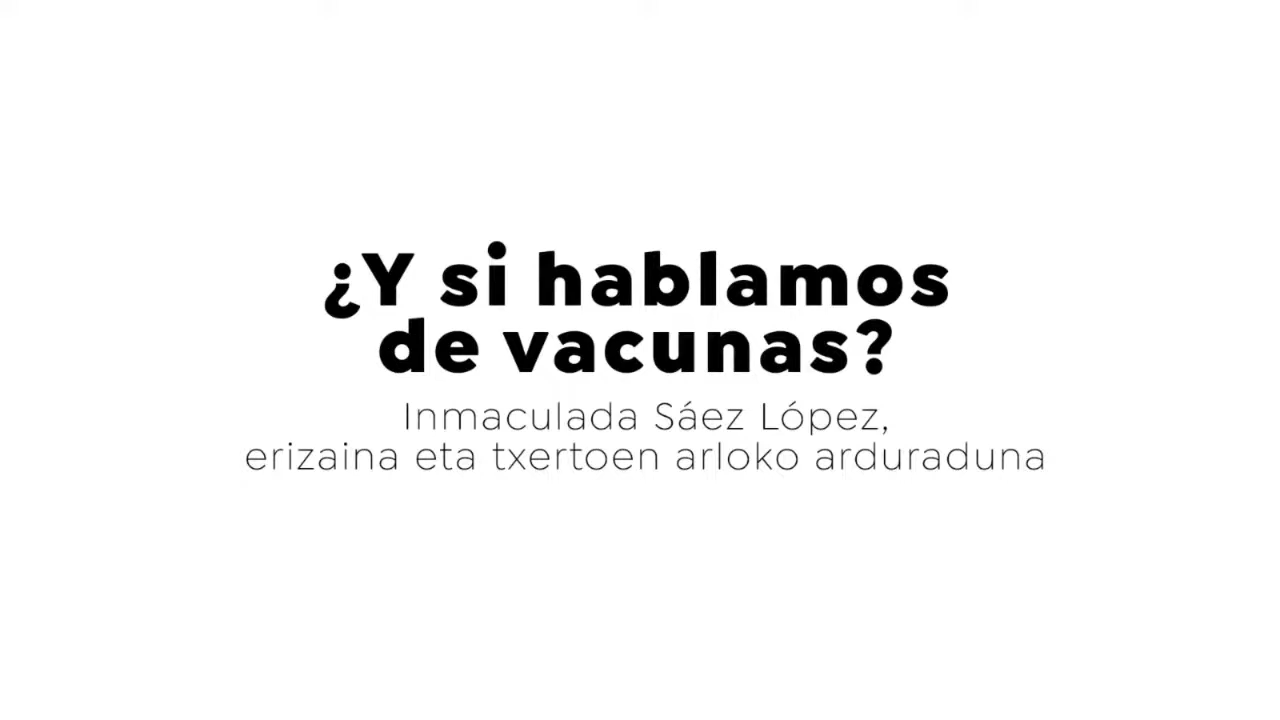 ¿Y si hablamos
de vacunas?
Inmaculada Sáez López,
erizaina eta txertoen arloko arduraduna